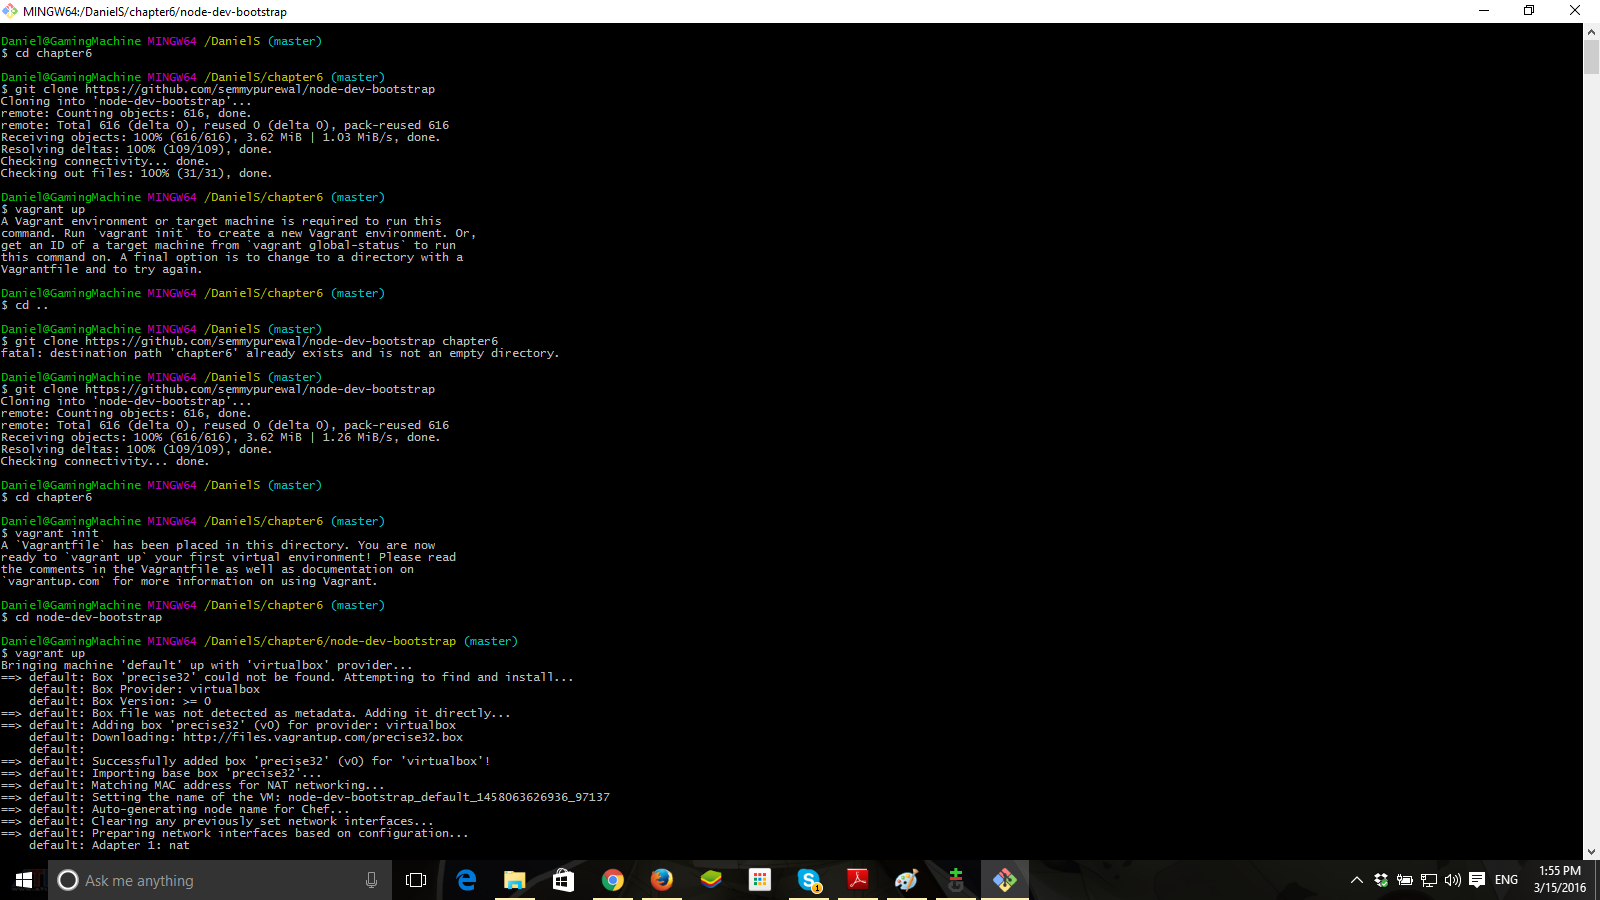 MINGW64:/DanielS/chapter6/node-dev-bootstrap
Daniel@GamingMachine MINGW64 /DanielS (master)
$ cd chapter6
Daniel@GamingMachine MINGW64 /DanielS/chapter6 (master)
$ git clone https://github.com/semmypurewal/node-dev-bootstrap
Cloning into 'node-dev-bootstrap'...
remote: Counting objects: 616, done.
remote: Total 616 (delta 0), reused 0 (delta 0), pack-reused 616
Receiving objects: 100% (616/616), 3.62 MiB | 1.03 MiB/s, done.
Resolving deltas: 100% (109/109), done.
Checking connectivity... done.
Checking out files: 100% (31/31), done.
Daniel@GamingMachine MINGW64 /DanielS/chapter6 (master)
$ vagrant up
A Vagrant environment or target machine is required to run this
command. Run `vagrant init` to create a new Vagrant environment. Or,
get an ID of a target machine from `vagrant global-status` to run
this command on. A final option is to change to a directory with a
Vagrantfile and to try again.
Daniel@GamingMachine MINGW64 /DanielS/chapter6 (master)
$ cd ..
Daniel@GamingMachine MINGW64 /DanielS (master)
$ git clone https://github.com/semmypurewal/node-dev-bootstrap chapter6
fatal: destination path 'chapter6' already exists and is not an empty directory.
Daniel@GamingMachine MINGW64 /DanielS (master)
$ git clone https://github.com/semmypurewal/node-dev-bootstrap
Cloning into 'node-dev-bootstrap'...
remote: Counting objects: 616, done.
remote: Total 616 (delta 0), reused 0 (delta 0), pack-reused 616
Receiving objects: 100% (616/616), 3.62 MiB | 1.26 MiB/s, done.
Resolving deltas: 100% (109/109), done.
Checking connectivity... done.
Daniel@GamingMachine MINGW64 /DanielS (master)
$ cd chapter6
Daniel@GamingMachine MINGW64 /DanielS/chapter6 (master)
$ vagrant init
A `Vagrantfile` has been placed in this directory. You are now
ready to `vagrant up` your first virtual environment! Please read
the comments in the Vagrantfile as well as documentation on
`vagrantup.com` for more information on using Vagrant.
Daniel@GamingMachine MINGW64 /DanielS/chapter6 (master)
$ cd node-dev-bootstrap
Daniel@GamingMachine MINGW64 /DanielS/chapter6/node-dev-bootstrap (master)
$ vagrant up
Bringing machine 'default' up with 'virtualbox' provider...
==> default: Box 'precise32' could not be found. Attempting to find and install...
default: Box Provider: virtualbox
default: Box Version: >= 0
==> default: Box file was not detected as metadata. Adding it directly...
==> default: Adding box 'precise32' (v0) for provider: virtualbox
default: Downloading: http://files.vagrantup.com/precise32.box
default:
==> default: Successfully added box 'precise32' (v0) for 'virtualbox'!
==> default: Importing base box 'precise32'...
==> default: Matching MAC address for NAT networking...
==> default: Setting the name of the VM: node-dev-bootstrap_default_1458063626936_97137
==> default: Auto-generating node name for Chef...
==> default: Clearing any previously set network interfaces...
==> default: Preparing network interfaces based on configuration...
default: Adapter 1: nat
Ask me anything
1
ENG
1:55 PM
3/15/2016